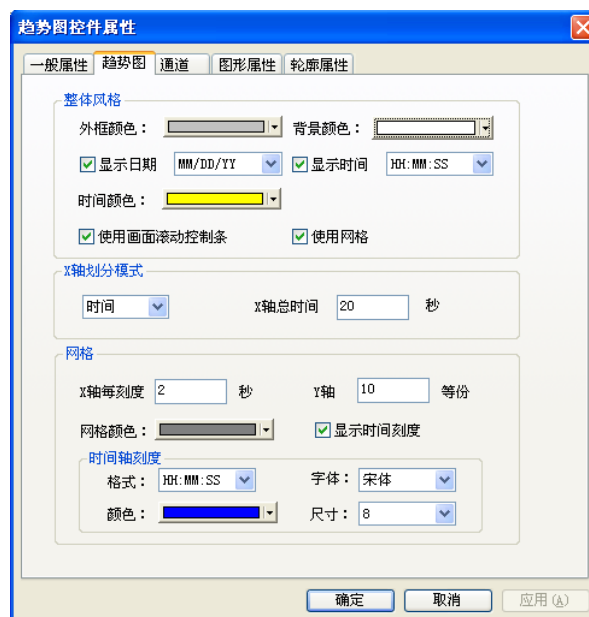 趋势图控件属性
一般属性 趋势图 通道 图形属性 轮廓属性
整体风格
外框颜色： 背景颜色：
显示日期 MM/DD/YY 显示时间 HH:MM:SS
时间颜色：
使用画面滚动控制条 使用网格
X轴划分模式
时间 X轴总时间 20 秒
网格
X轴每刻度 2 秒 Y轴 10 等份
网格颜色： 显示时间刻度
时间轴刻度
格式： HH:MM:SS 字体： 宋体
颜色： 尺寸： 8
确定 取消 应用(A)